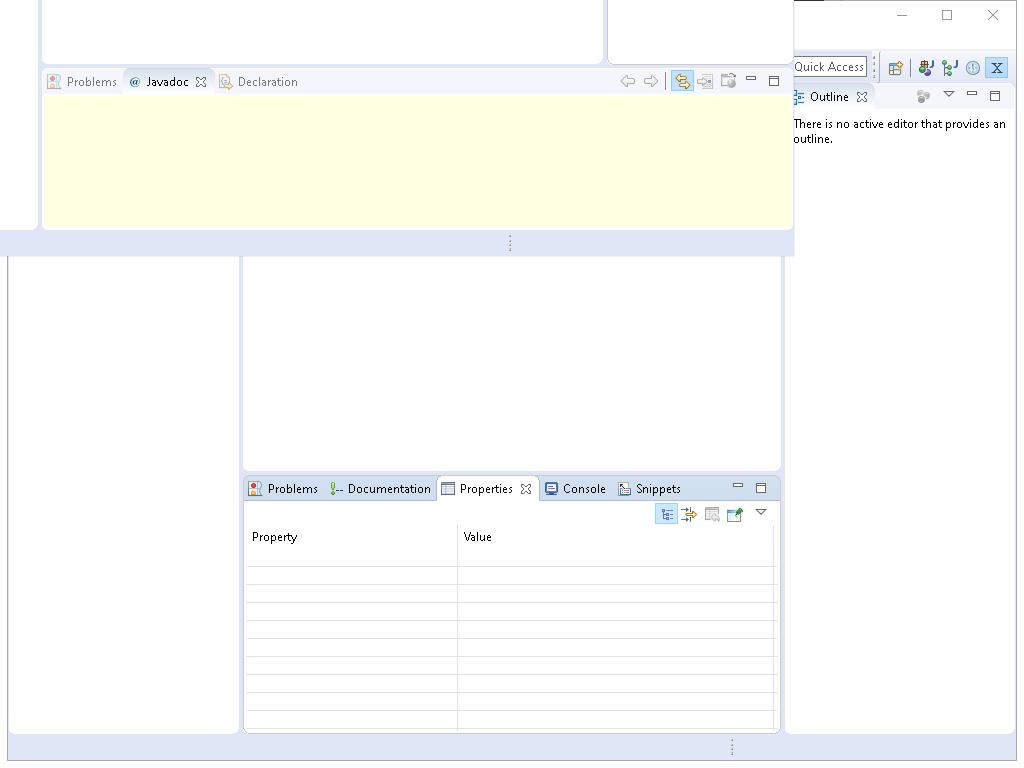 Problems @ Javadoc Declaration
Quick Access
Outline
There is no active editor that provides an
outline.
Problems Documentation Properties Console Snippets
Property Value